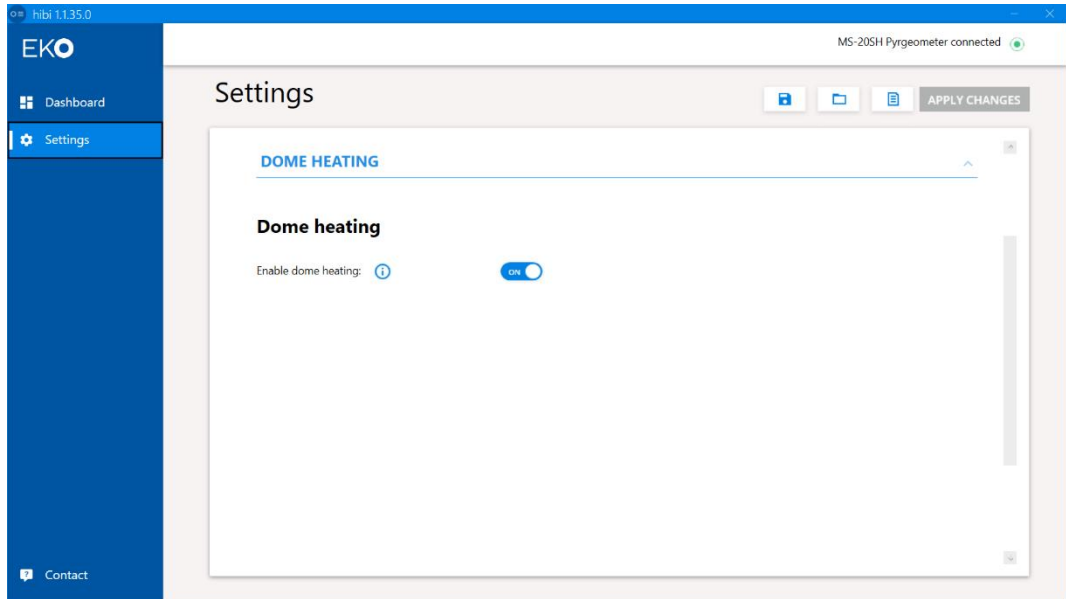 hibi 1.1.35.0
EKO
MS-20SH Pyrgeometer connected
Dashboard
Settings
Settings
APPLY CHANGES
DOME HEATING
Dome heating
Enable dome heating:
ON
Contact